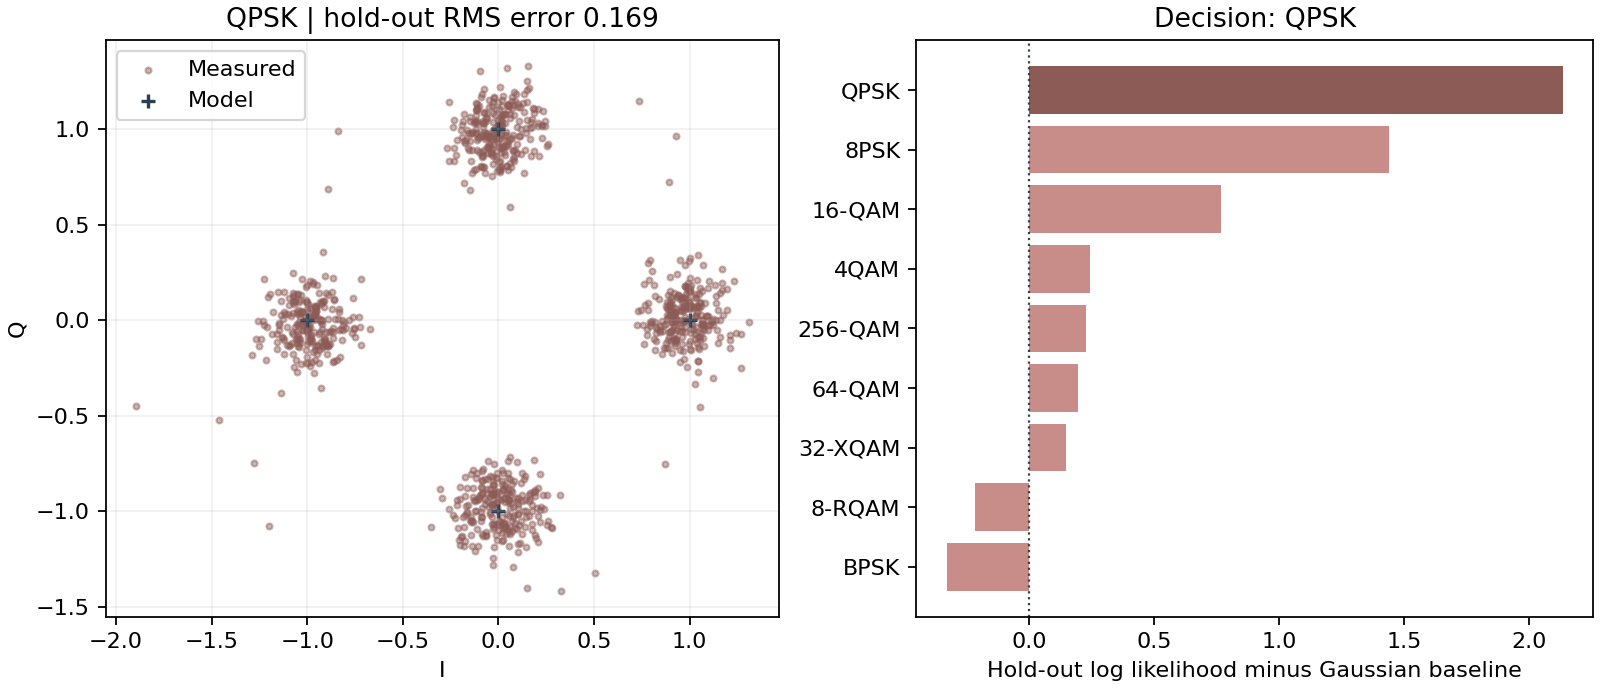 QPSK | hold-out RMS error 0.169
Measured
Model
1.0
0.5
0.0
−0.5
−1.0
−1.5
Q
−2.0 −1.5 −1.0 −0.5 0.0 0.5 1.0
I
Decision: QPSK
QPSK
8PSK
16-QAM
4QAM
256-QAM
64-QAM
32-XQAM
8-RQAM
BPSK
0.0 0.5 1.0 1.5 2.0
Hold-out log likelihood minus Gaussian baseline